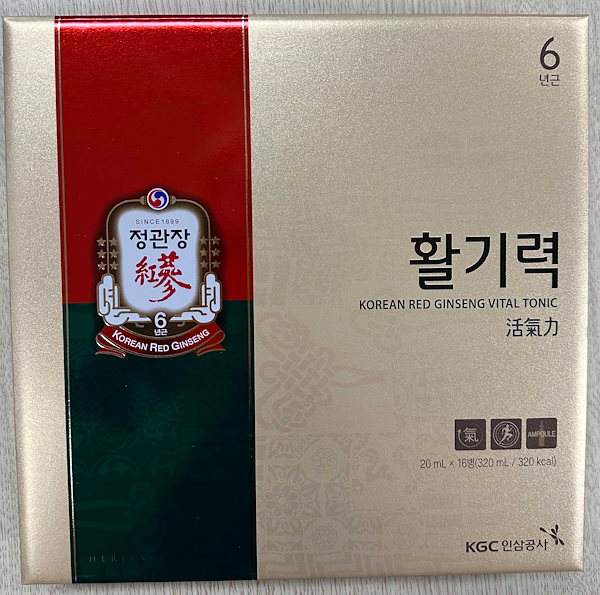 6
년근
SINCE 1899
정관장
紅蔘
6
년근
KOREAN RED GINSENG
활기력
KOREAN RED GINSENG VITAL TONIC
活氣力
氣
AMPOULE
20 mL × 16병(320 mL / 320 kcal)
KGC 인삼공사